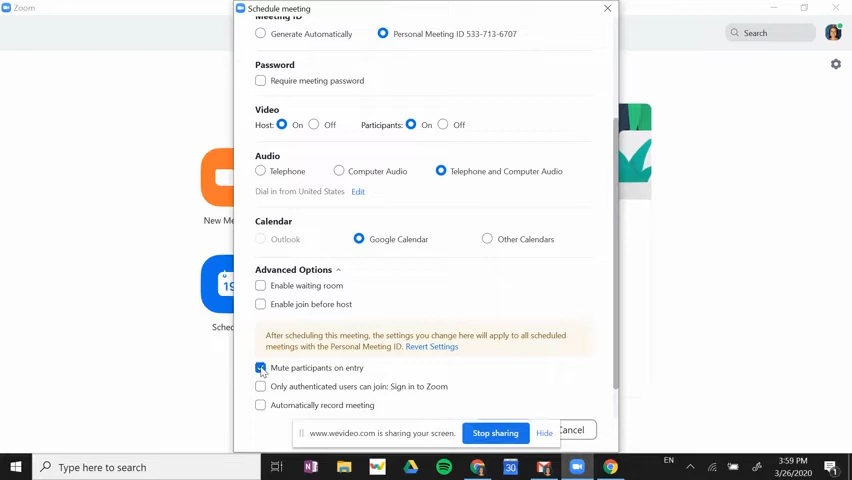 Zoom
Schedule meeting
Search
Meeting ID
Generate Automatically
Personal Meeting ID 533-713-6707
Password
Require meeting password
Video
Host: On Off Participants: On Off
Audio
Telephone
Computer Audio
Telephone and Computer Audio
Dial in from United States Edit
Calendar
Outlook
Google Calendar
Other Calendars
New Me
19
Sched
Advanced Options
Enable waiting room
Enable join before host
After scheduling this meeting, the settings you change here will apply to all scheduled
meetings with the Personal Meeting ID. Revert Settings
Mute participants on entry
Only authenticated users can join: Sign in to Zoom
Automatically record meeting
Cancel
www.wevideo.com is sharing your screen. Stop sharing Hide
Type here to search
N
30
EN
3:59 PM
3/26/2020
1